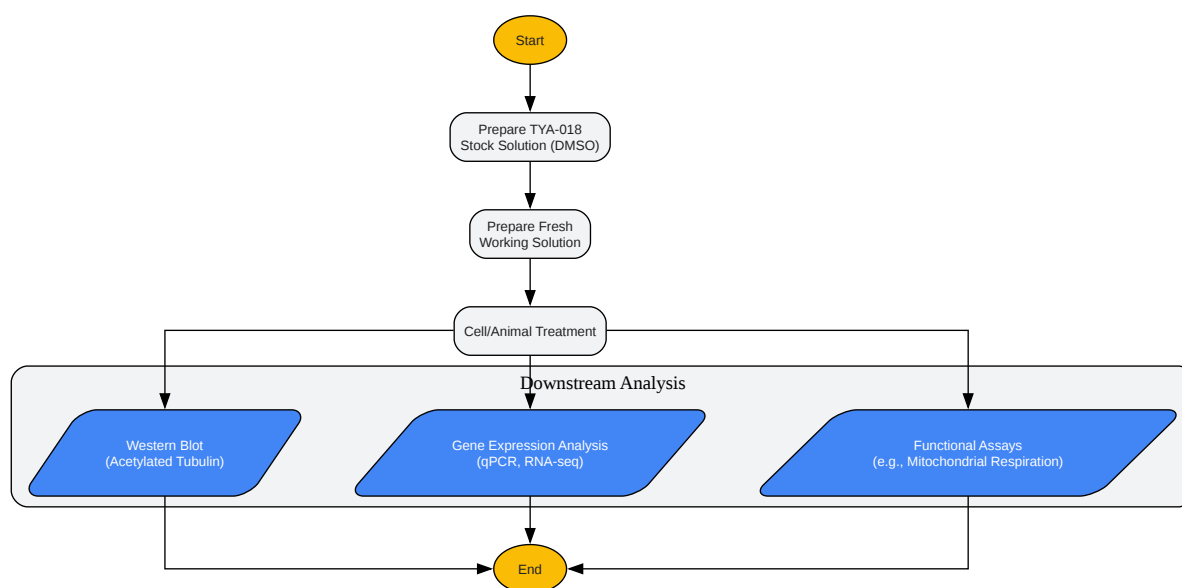 Start
Prepare TYA-018
Stock Solution (DMSO)
Prepare Fresh
Working Solution
Cell/Animal Treatment
Downstream Analysis
Western Blot
(Acetylated Tubulin)
Gene Expression Analysis
(qPCR, RNA-seq)
Functional Assays
(e.g., Mitochondrial Respiration)
End